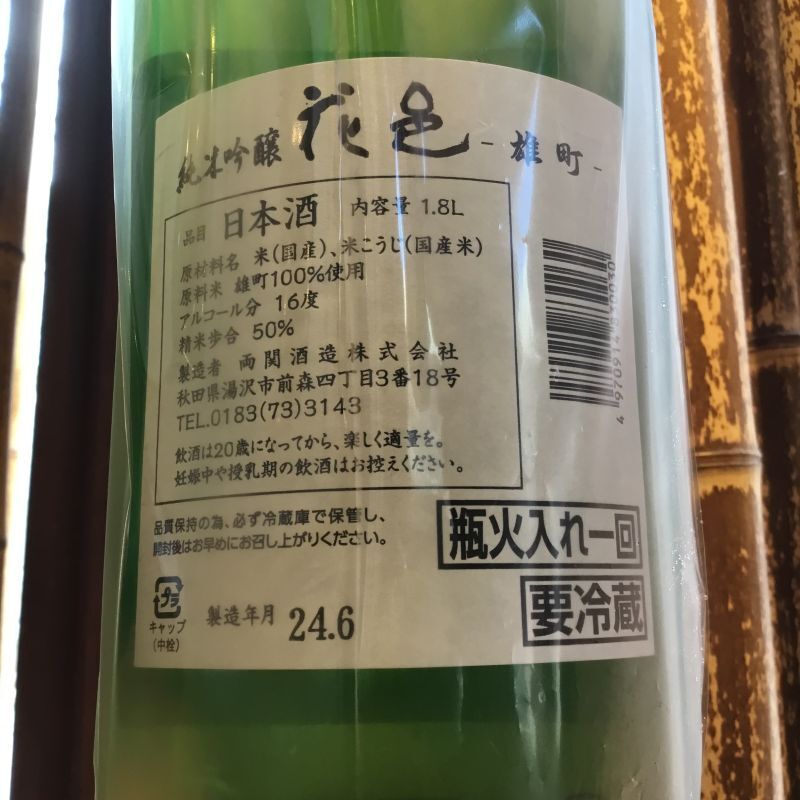 純米吟醸 花邑 -雄町-
品目 日本酒 内容量 1.8L
原材料名 米(国産)、米こうじ(国産米)
原料米 雄町100%使用
アルコール分 16度
精米歩合 50%
製造者 両関酒造株式会社
秋田県湯沢市前森四丁目3番18号
TEL.0183(73)3143
飲酒は20歳になってから、楽しく適量を。
妊娠中や授乳期の飲酒はお控えください。
4970914530030
品質保持の為、必ず冷蔵庫で保管し、
開封後はお早めにお召し上がりください。
瓶火入れ一回
要冷蔵
プラ
キャップ
(中栓)
製造年月 24.6